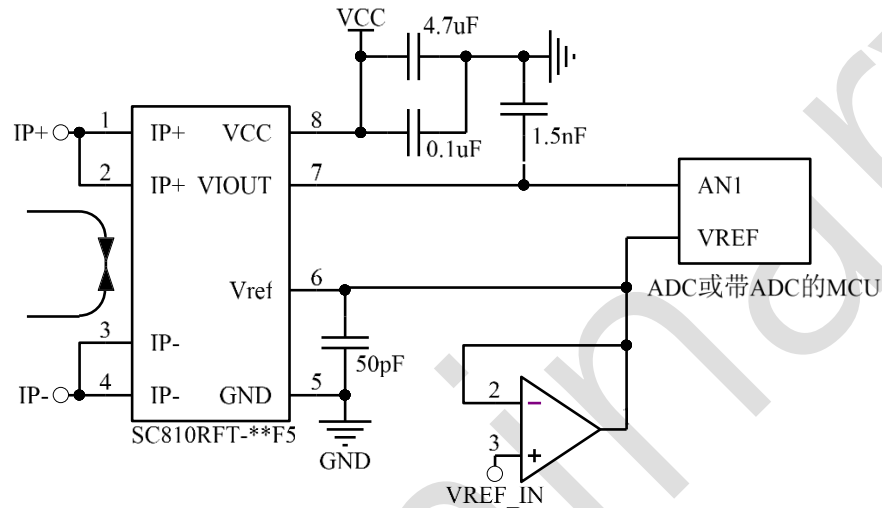 VCC
4.7uF
0.1uF
1.5nF
IP+
1
IP+
VCC
8
2
IP+
VIOUT
7
AN1
VREF
ADC或带ADC的MCU
Vref
6
50pF
3
IP-
IP-
4
IP-
GND
5
SC810RFT-**F5
GND
2
-
3
+
VREF_IN